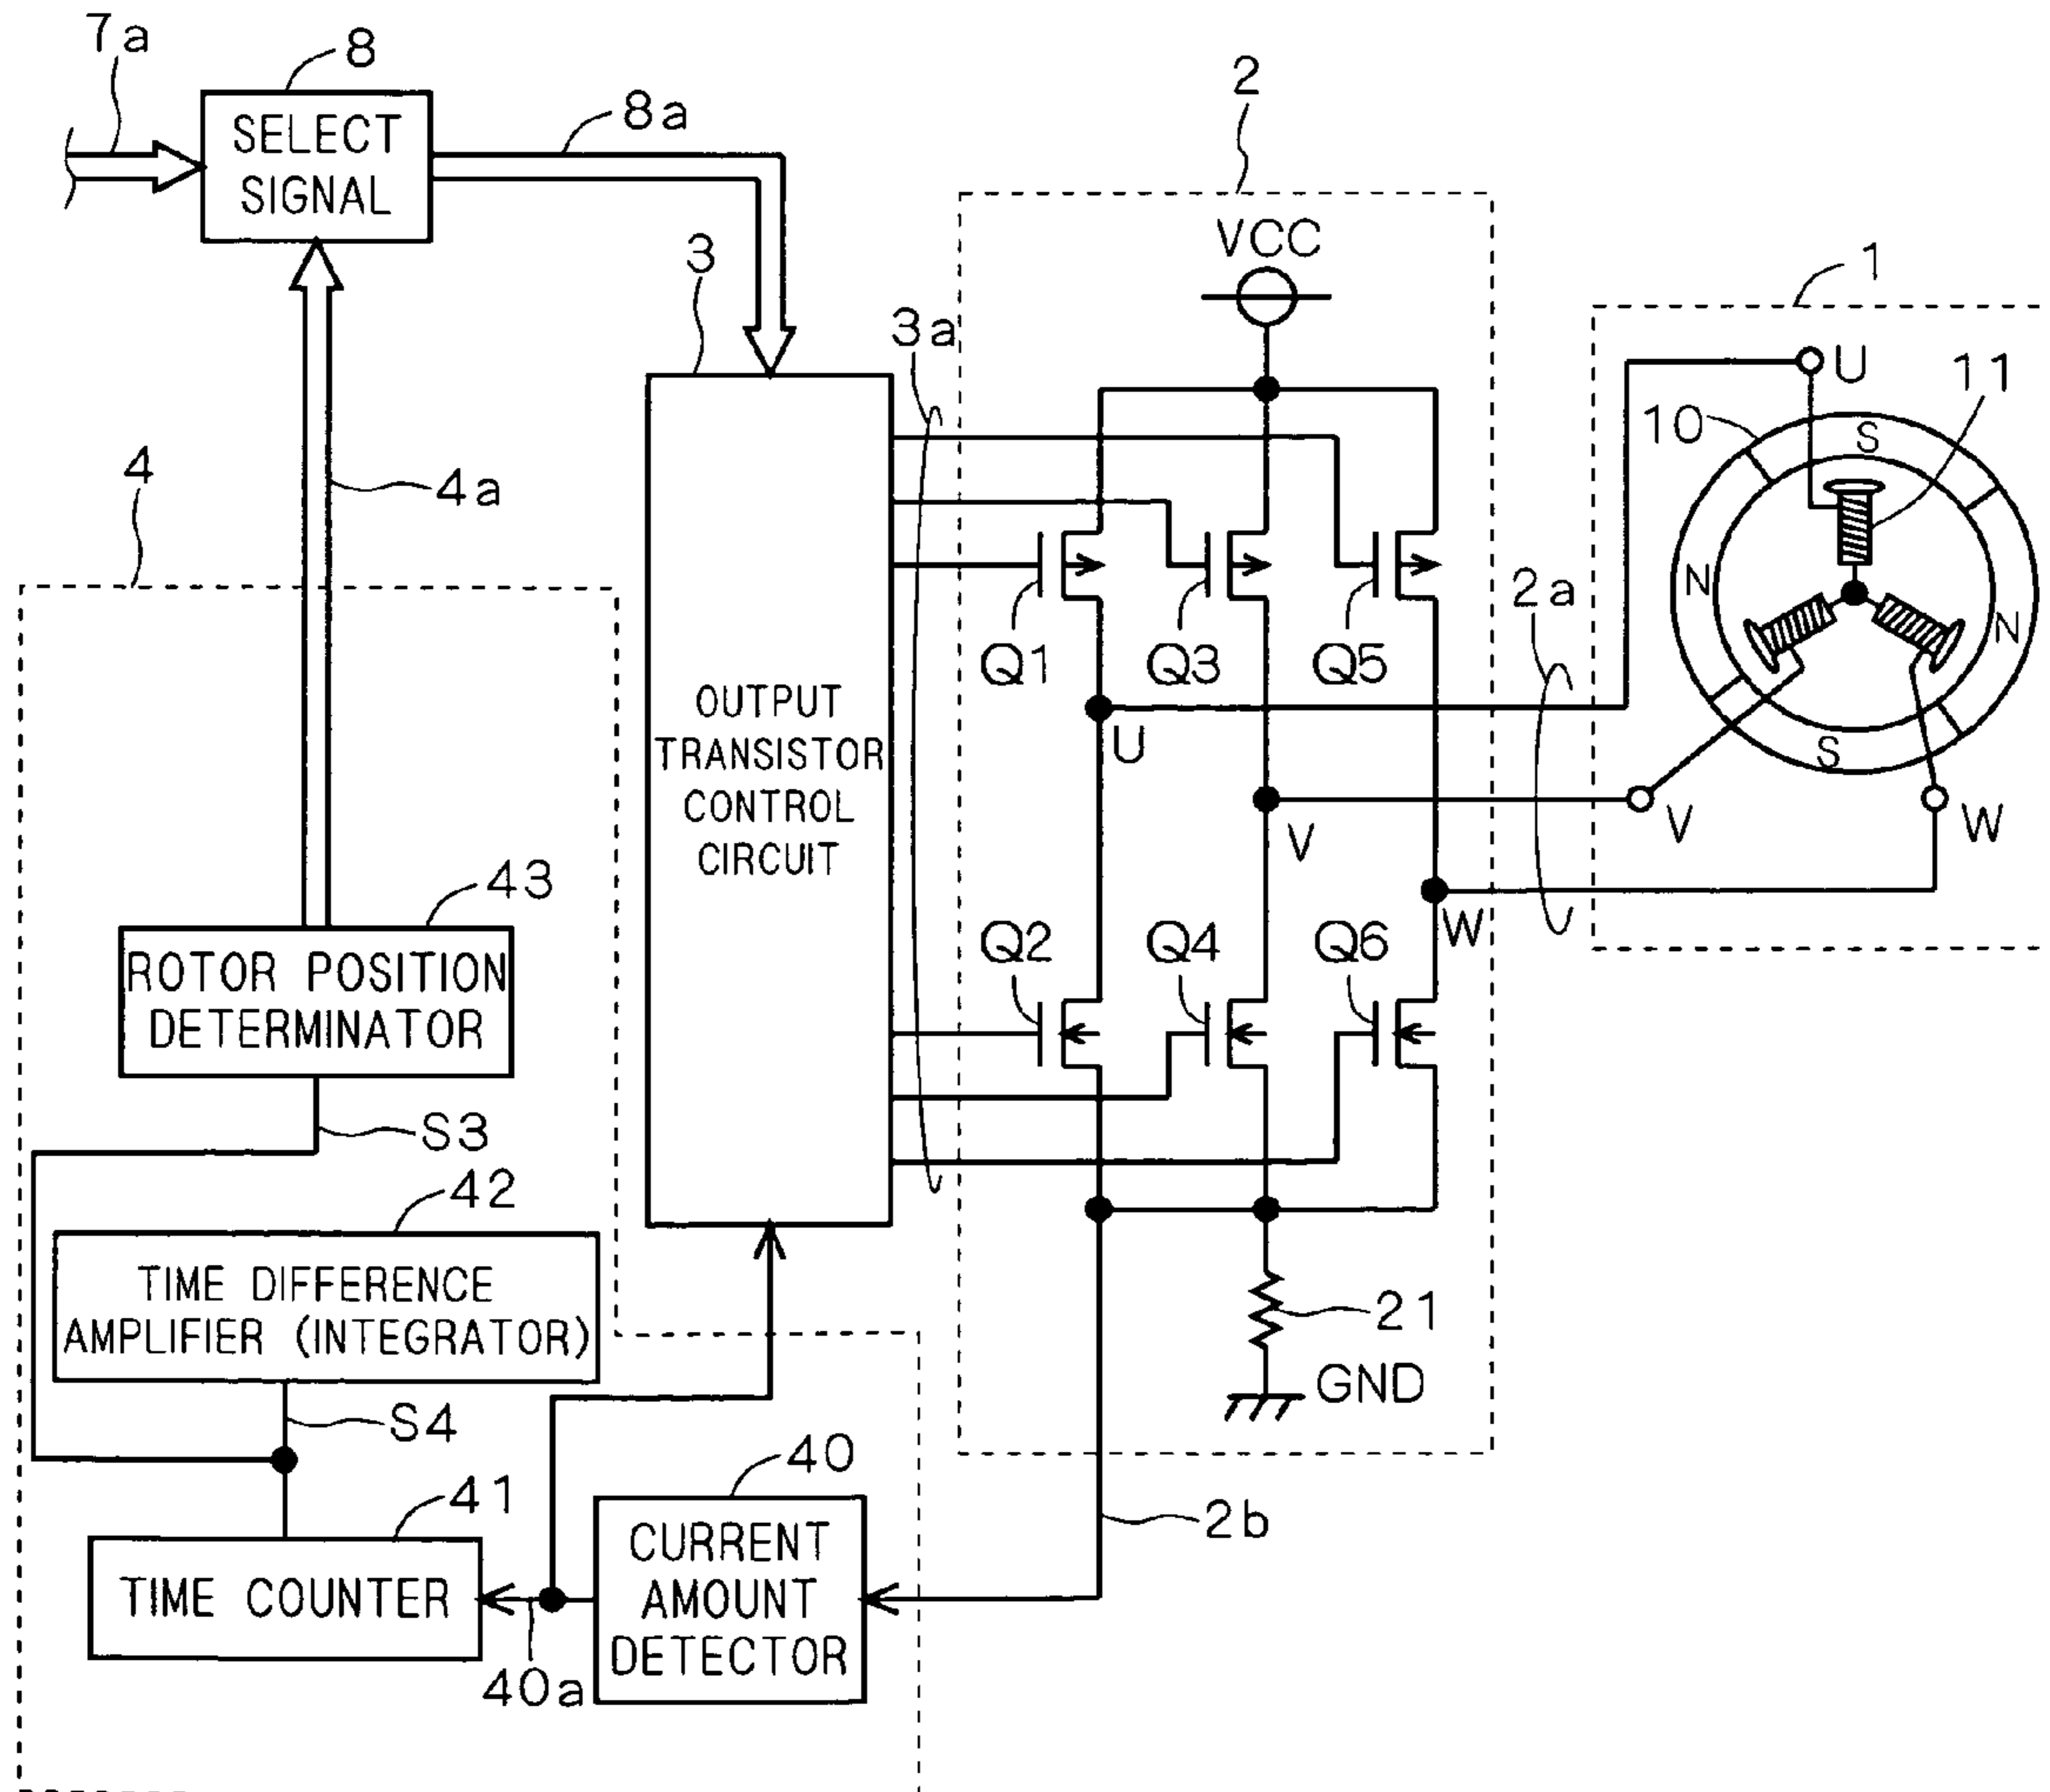 7a
8
SELECT
SIGNAL
8a
2
VCC
3
3a
1
U
11
10
S
N
N
S
4
4a
Q1
Q3
Q5
2a
OUTPUT
TRANSISTOR
CONTROL
CIRCUIT
U
V
V
W
W
43
ROTOR POSITION
DETERMINATOR
Q2
Q4
Q6
S3
42
TIME DIFFERENCE
AMPLIFIER (INTEGRATOR)
21
GND
S4
40
41
2b
CURRENT
AMOUNT
DETECTOR
TIME COUNTER
40a